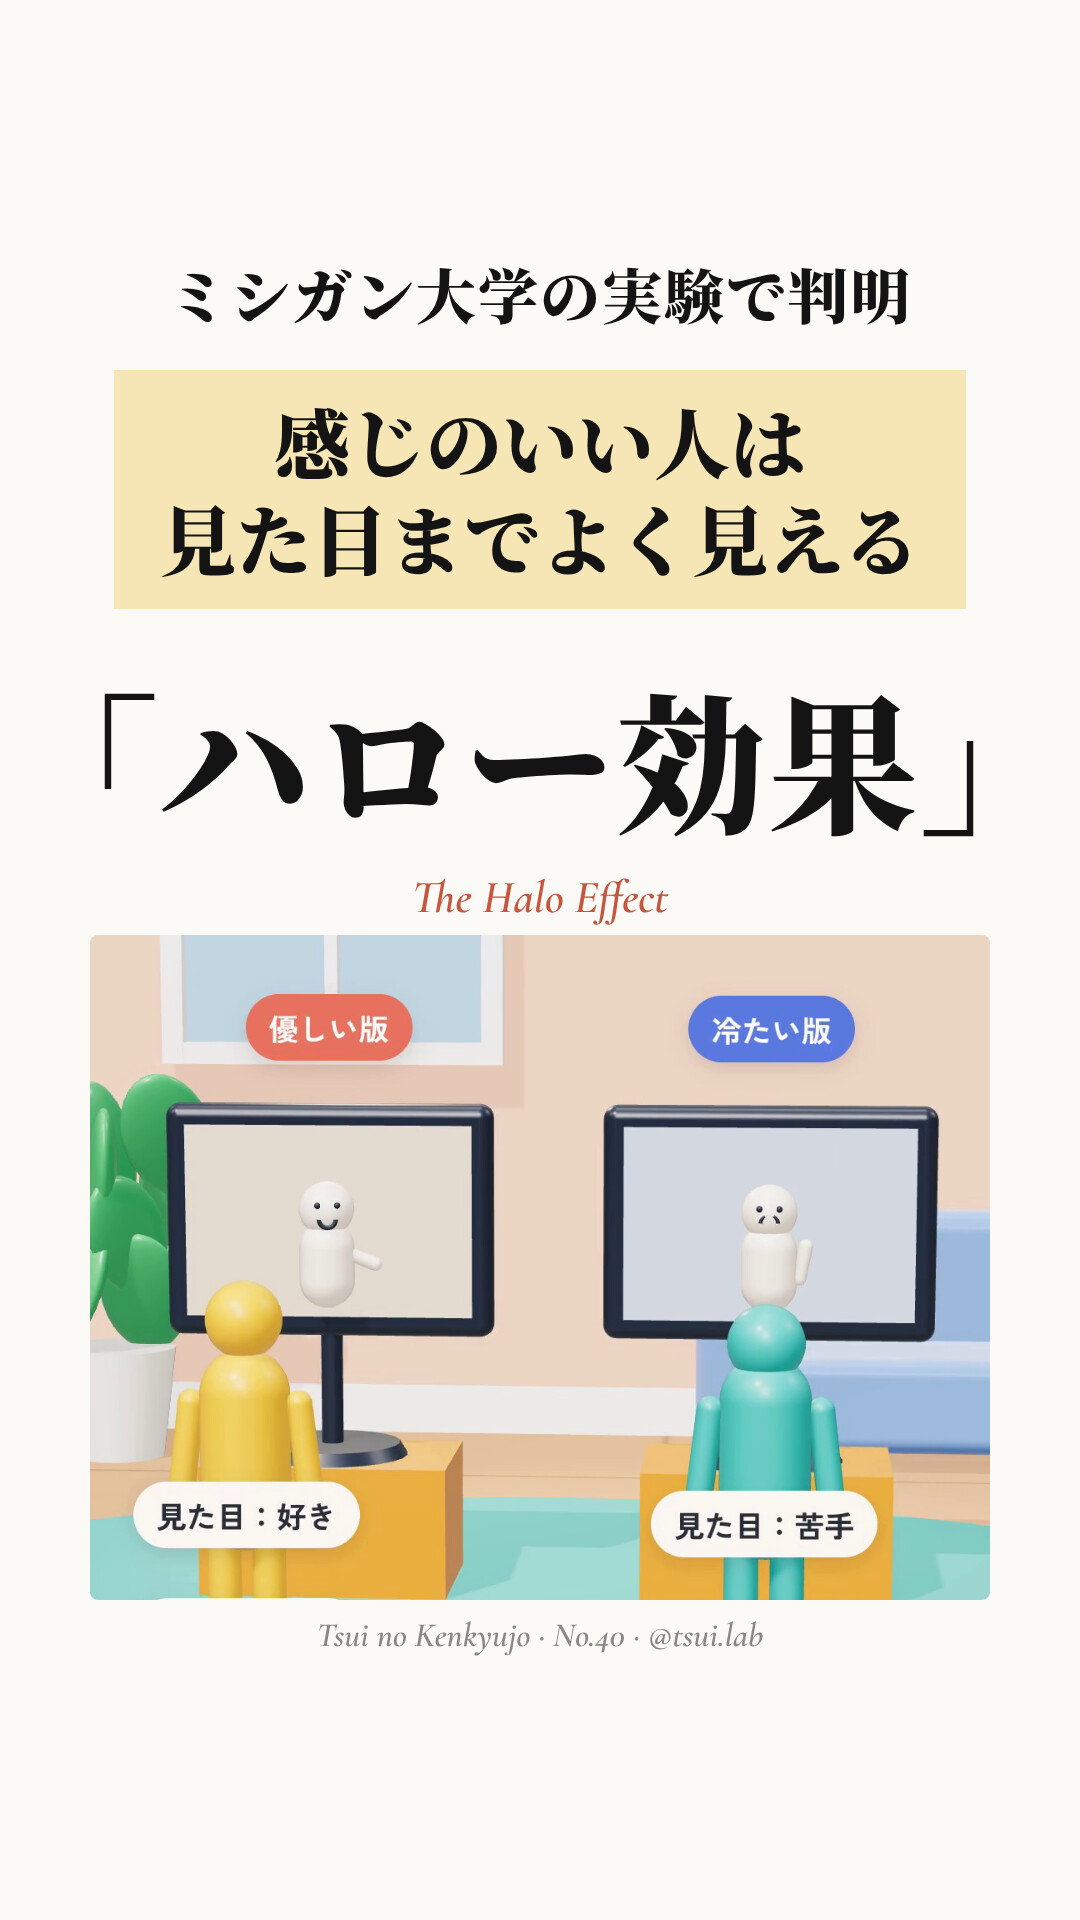 ミシガン大学の実験で判明
感じのいい人は
見た目までよく見える
「ハロー効果」
The Halo Effect
優しい版
冷たい版
見た目：好き
見た目：苦手
Tsui no Kenkyujo · No.40 · @tsui.lab